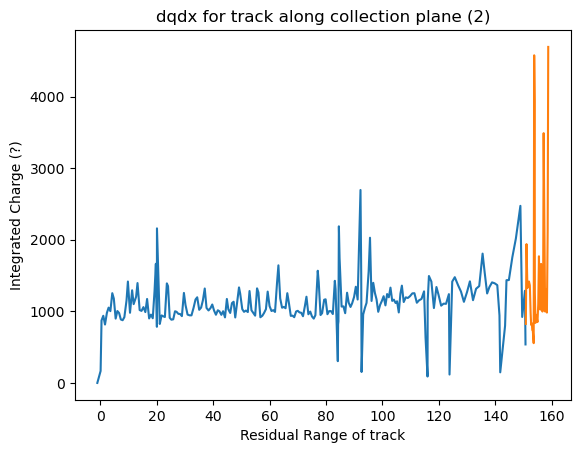 dqdx for track along collection plane (2)
Integrated Charge (?)
4000
3000
2000
1000
0
0 20 40 60 80 100 120 140 160
Residual Range of track